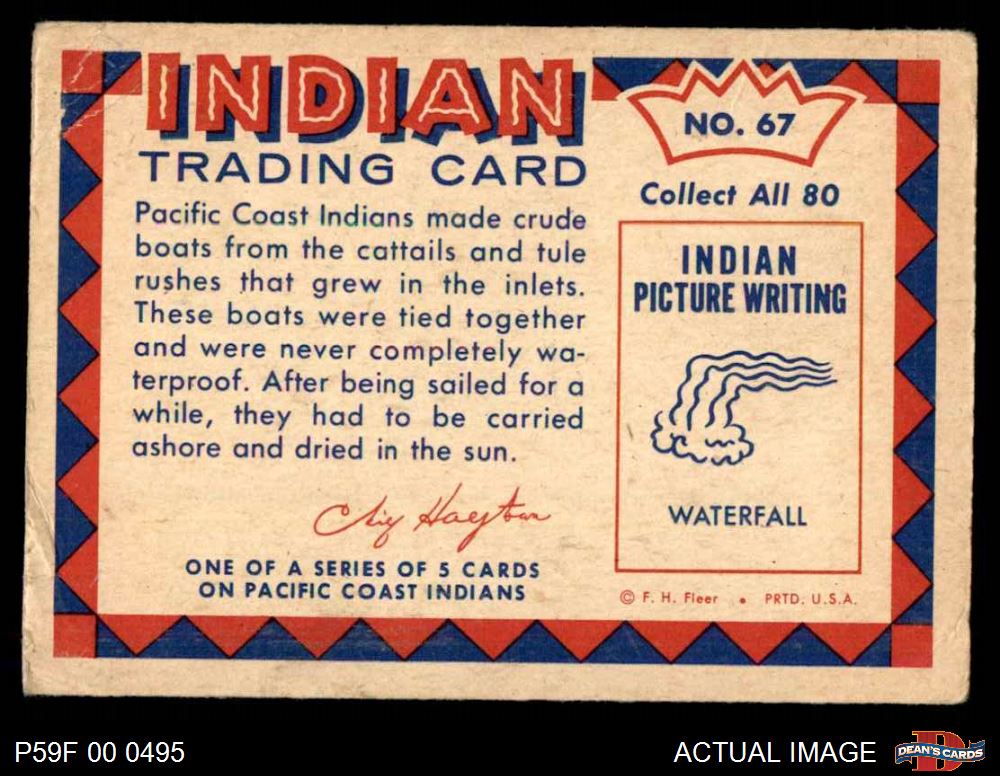 INDIAN
TRADING CARD
Pacific Coast Indians made crude
boats from the cattails and tule
rushes that grew in the inlets.
These boats were tied together
and were never completely wa-
terproof. After being sailed for a
while, they had to be carried
ashore and dried in the sun.
Chief
ONE OF A SERIES OF 5 CARDS
ON PACIFIC COAST INDIANS
NO. 67
Collect All 80
INDIAN
PICTURE WRITING
WATERFALL
© F. H. Fleer • PRTD. U.S.A.
P59F 00 0495
ACTUAL IMAGE
DEAN'S CARDS